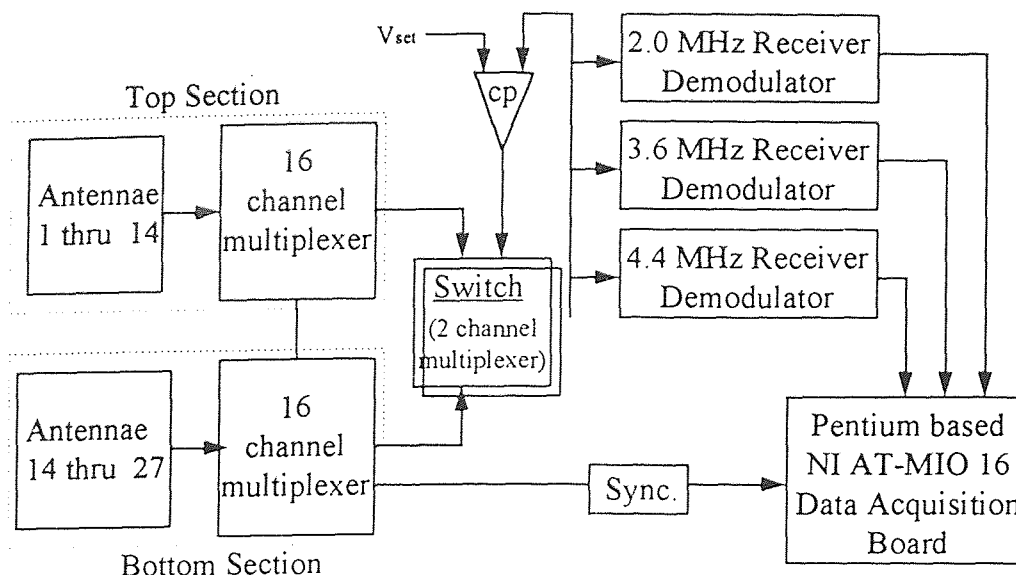 V set
cp
Top Section
Antennae
1 thru 14
16
channel
multiplexer
Switch
(2 channel
multiplexer)
2.0 MHz Receiver
Demodulator
3.6 MHz Receiver
Demodulator
4.4 MHz Receiver
Demodulator
Antennae
14 thru 27
16
channel
multiplexer
Bottom Section
Sync.
Pentium based
NI AT-MIO 16
Data Acquisition
Board